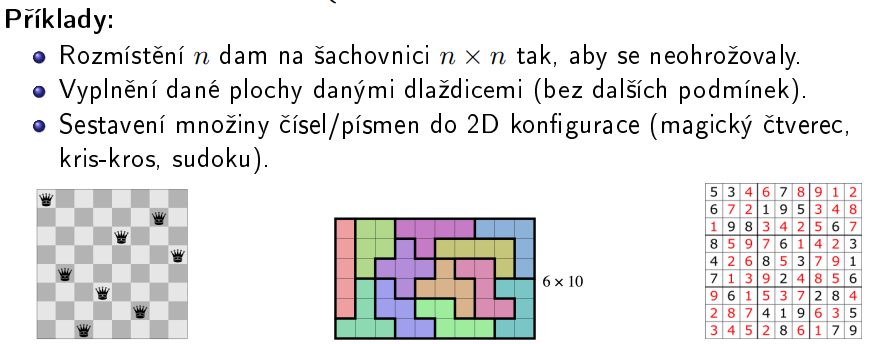 Příklady:
Rozmístění n dam na šachovnici n × n tak, aby se neohrožovaly.
Vyplnění dané plochy danými dlaždicemi (bez dalších podmínek).
Sestavení množiny čísel/písmen do 2D konfigurace (magický čtverec,
kris-kros, sudoku).
6 × 10
5 3 4 6 7 8 9 1 2
6 7 2 1 9 5 3 4 8
1 9 8 3 4 2 5 6 7
8 5 9 7 6 1 4 2 3
4 2 6 8 5 3 7 9 1
7 1 3 9 2 4 8 5 6
9 6 1 5 3 7 2 8 4
2 8 7 4 1 9 6 3 5
3 4 5 2 8 6 1 7 9